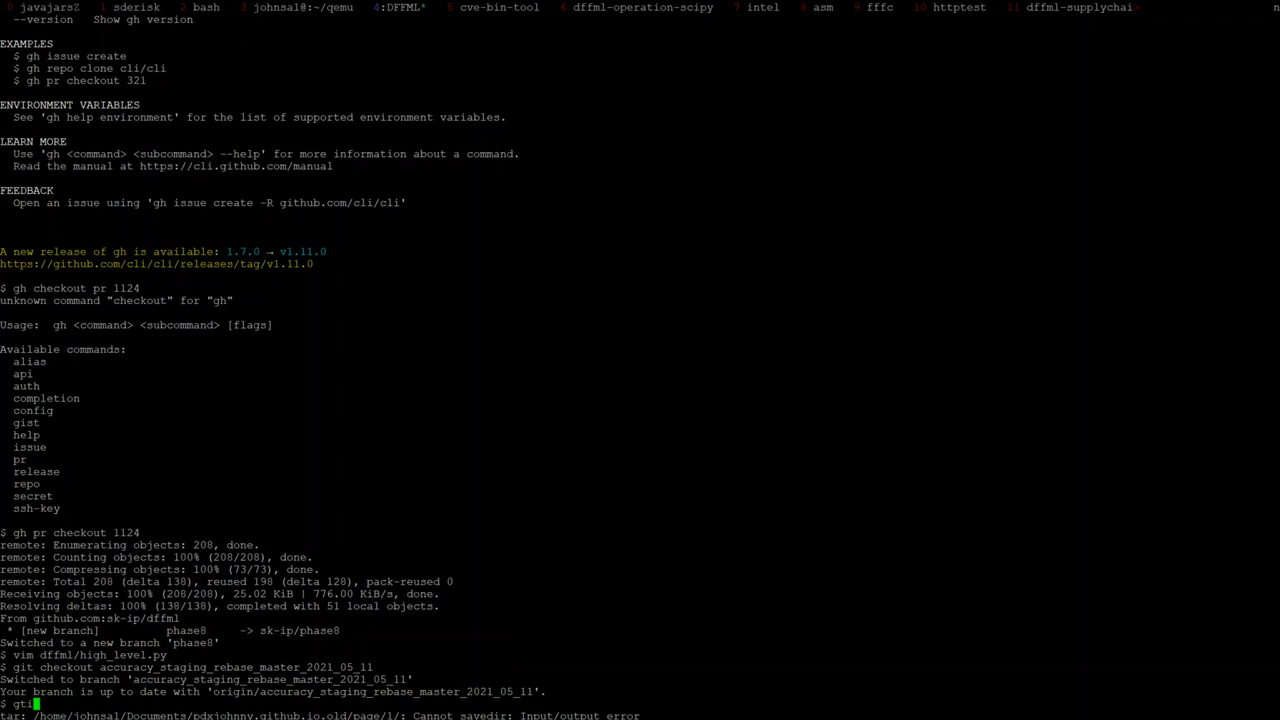 0 javajarsZ 1 sderisk 2 bash 3 johnsal@:~/qemu 4:DFFML* 5 cve-bin-tool 6 dffml-operation-scipy 7 intel 8 asm 9 fffc 10 httptest 11 dffml-supplychai> n
--version Show gh version
EXAMPLES
$ gh issue create
$ gh repo clone cli/cli
$ gh pr checkout 321
ENVIRONMENT VARIABLES
See 'gh help environment' for the list of supported environment variables.
LEARN MORE
Use 'gh <command> <subcommand> --help' for more information about a command.
Read the manual at https://cli.github.com/manual
FEEDBACK
Open an issue using 'gh issue create -R github.com/cli/cli'
A new release of gh is available: 1.7.0 → v1.11.0
https://github.com/cli/cli/releases/tag/v1.11.0
$ gh checkout pr 1124
unknown command "checkout" for "gh"
Usage: gh <command> <subcommand> [flags]
Available commands:
alias
api
auth
completion
config
gist
help
issue
pr
release
repo
secret
ssh-key
$ gh pr checkout 1124
remote: Enumerating objects: 208, done.
remote: Counting objects: 100% (208/208), done.
remote: Compressing objects: 100% (73/73), done.
remote: Total 208 (delta 138), reused 198 (delta 128), pack-reused 0
Receiving objects: 100% (208/208), 25.02 KiB | 776.00 KiB/s, done.
Resolving deltas: 100% (138/138), completed with 51 local objects.
From github.com:sk-ip/dffml
* [new branch] phase8 -> sk-ip/phase8
Switched to a new branch 'phase8'
$ vim dffml/high_level.py
$ git checkout accuracy_staging_rebase_master_2021_05_11
Switched to branch 'accuracy_staging_rebase_master_2021_05_11'
Your branch is up to date with 'origin/accuracy_staging_rebase_master_2021_05_11'.
$ gti
tar: /home/johnsal/Documents/pdxjohnny.github.io.old/page/1/: Cannot savedir: Input/output error